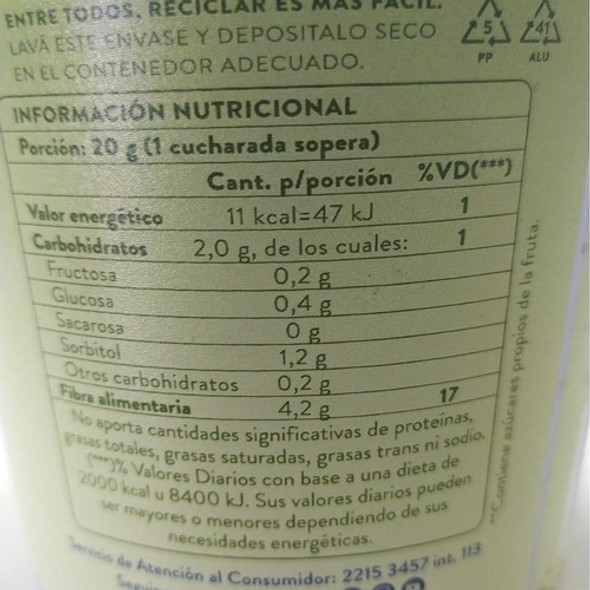 ENTRE TODOS, RECICLAR ES MÁS FÁCIL.
LAVÁ ESTE ENVASE Y DEPOSITALO SECO
EN EL CONTENEDOR ADECUADO.
5 41
PP ALU
INFORMACIÓN NUTRICIONAL
Porción: 20 g (1 cucharada sopera)
Cant. p/porción %VD(***)
Valor energético 11 kcal=47 kJ 1
Carbohidratos 2,0 g, de los cuales: 1
Fructosa 0,2 g
Glucosa 0,4 g
Sacarosa 0 g
Sorbitol 1,2 g
Otros carbohidratos 0,2 g
Fibra alimentaria 4,2 g 17
No aporta cantidades significativas de proteínas,
grasas totales, grasas saturadas, grasas trans ni sodio.
(***)% Valores Diarios con base a una dieta de
2000 kcal u 8400 kJ. Sus valores diarios pueden
ser mayores o menores dependiendo de sus
necesidades energéticas.
**Contiene azúcares propios de la fruta.
Servicio de Atención al Consumidor: 2215 3457 int. 113